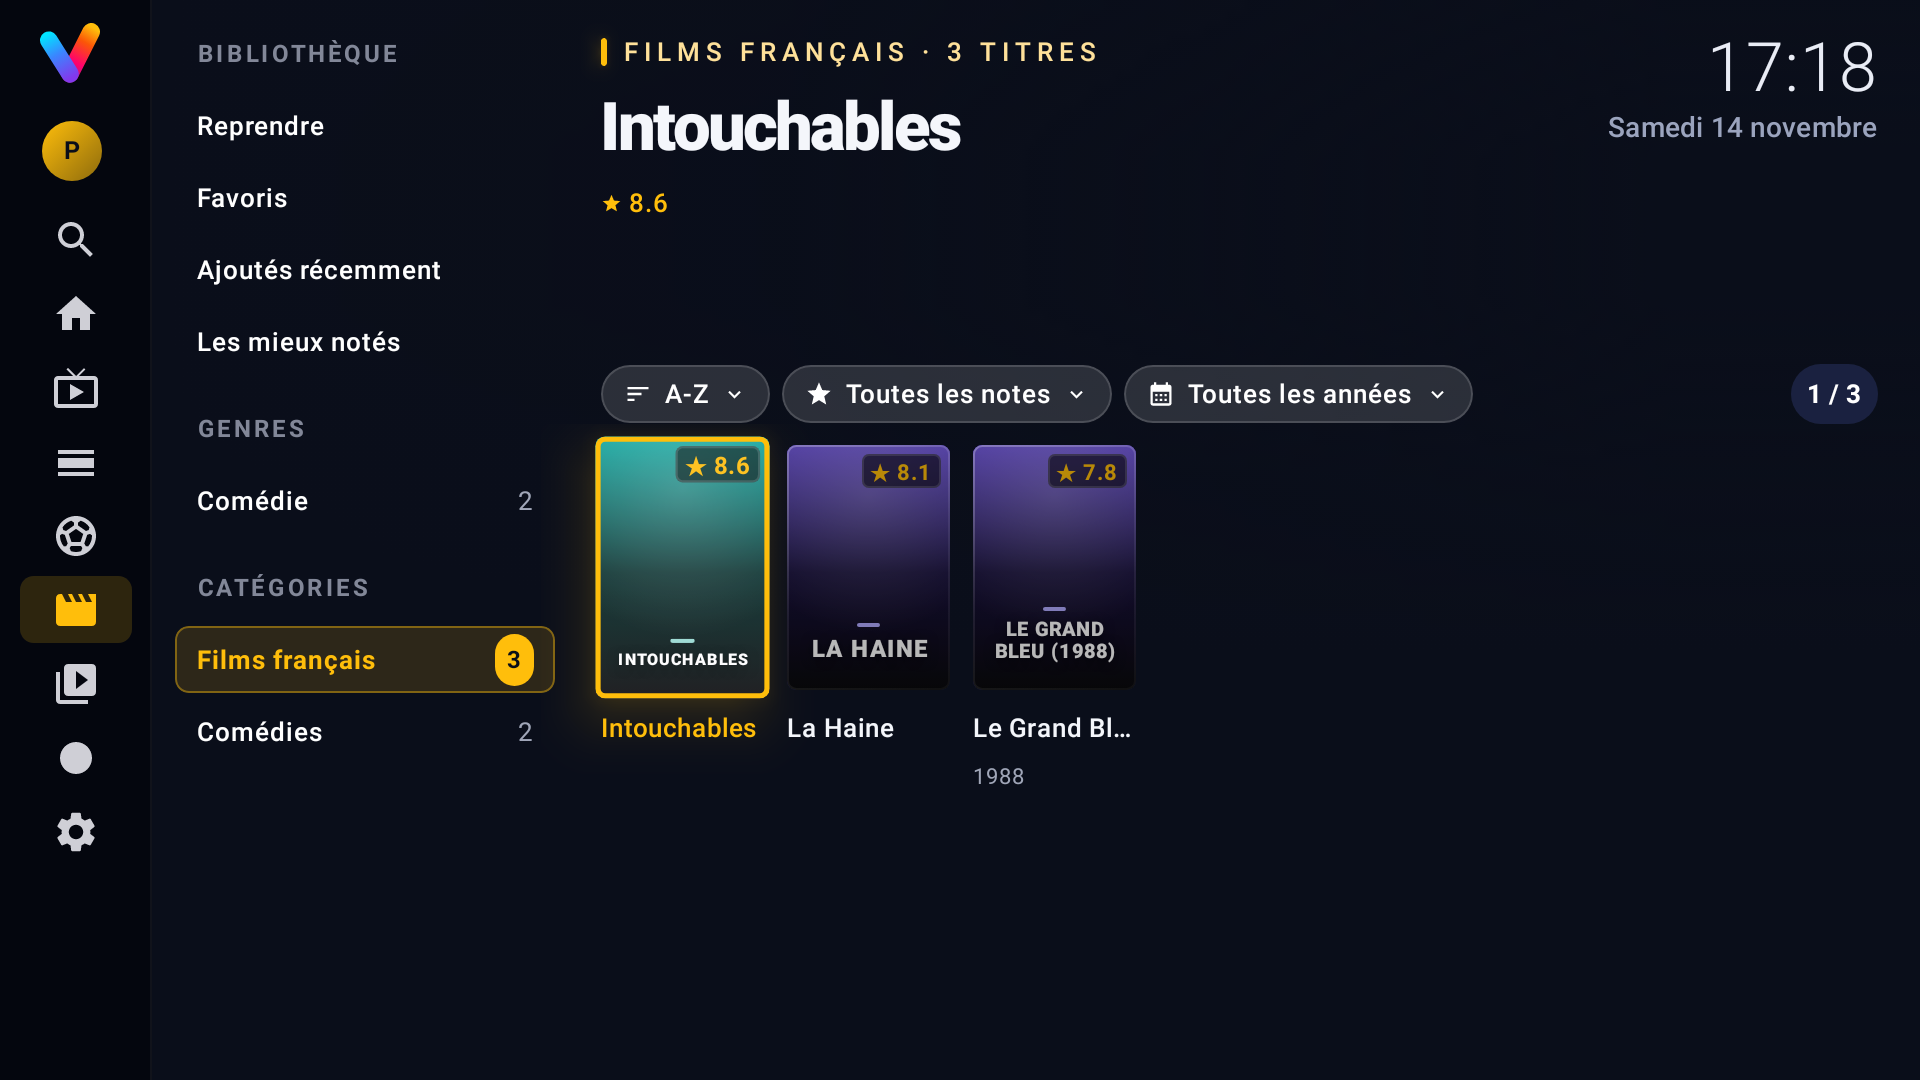 P
BIBLIOTHÈQUE
Reprendre
Favoris
Ajoutés récemment
Les mieux notés
GENRES
Comédie 2
CATÉGORIES
Films français 3
Comédies 2
FILMS FRANÇAIS · 3 TITRES
Intouchables
★ 8.6
17:18
Samedi 14 novembre
A-Z
Toutes les notes
Toutes les années
1 / 3
★ 8.6
INTOUCHABLES
Intouchables
★ 8.1
LA HAINE
La Haine
★ 7.8
LE GRAND
BLEU (1988)
Le Grand Bl...
1988